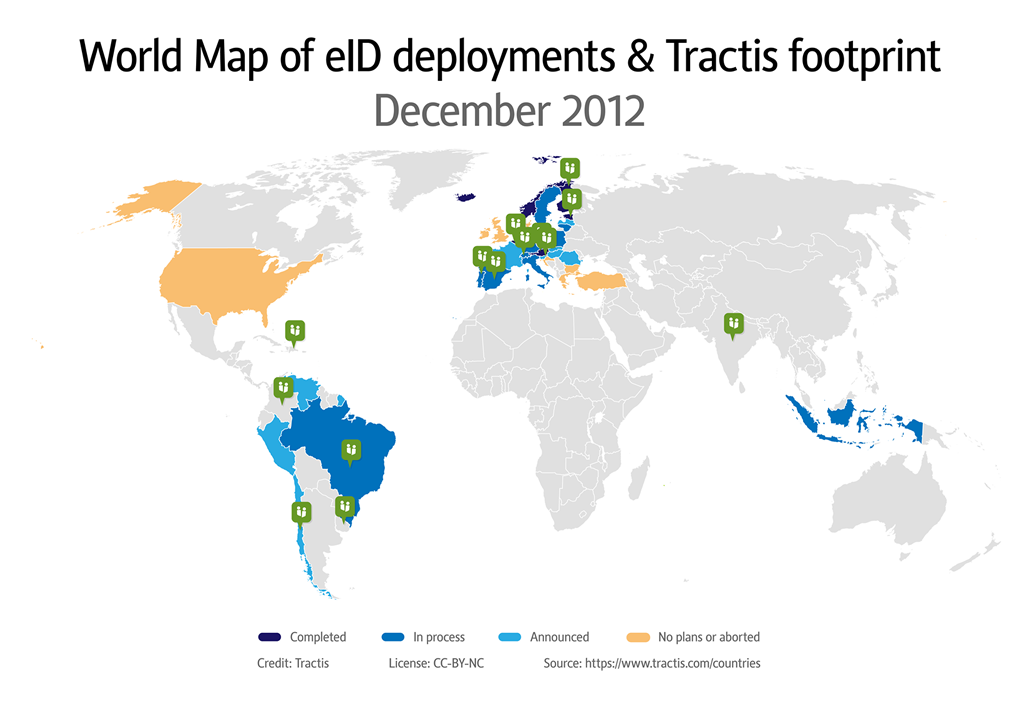 World Map of eID deployments & Tractis footprint
December 2012
Completed In process Announced No plans or aborted
Credit: Tractis License: CC-BY-NC Source: https://www.tractis.com/countries